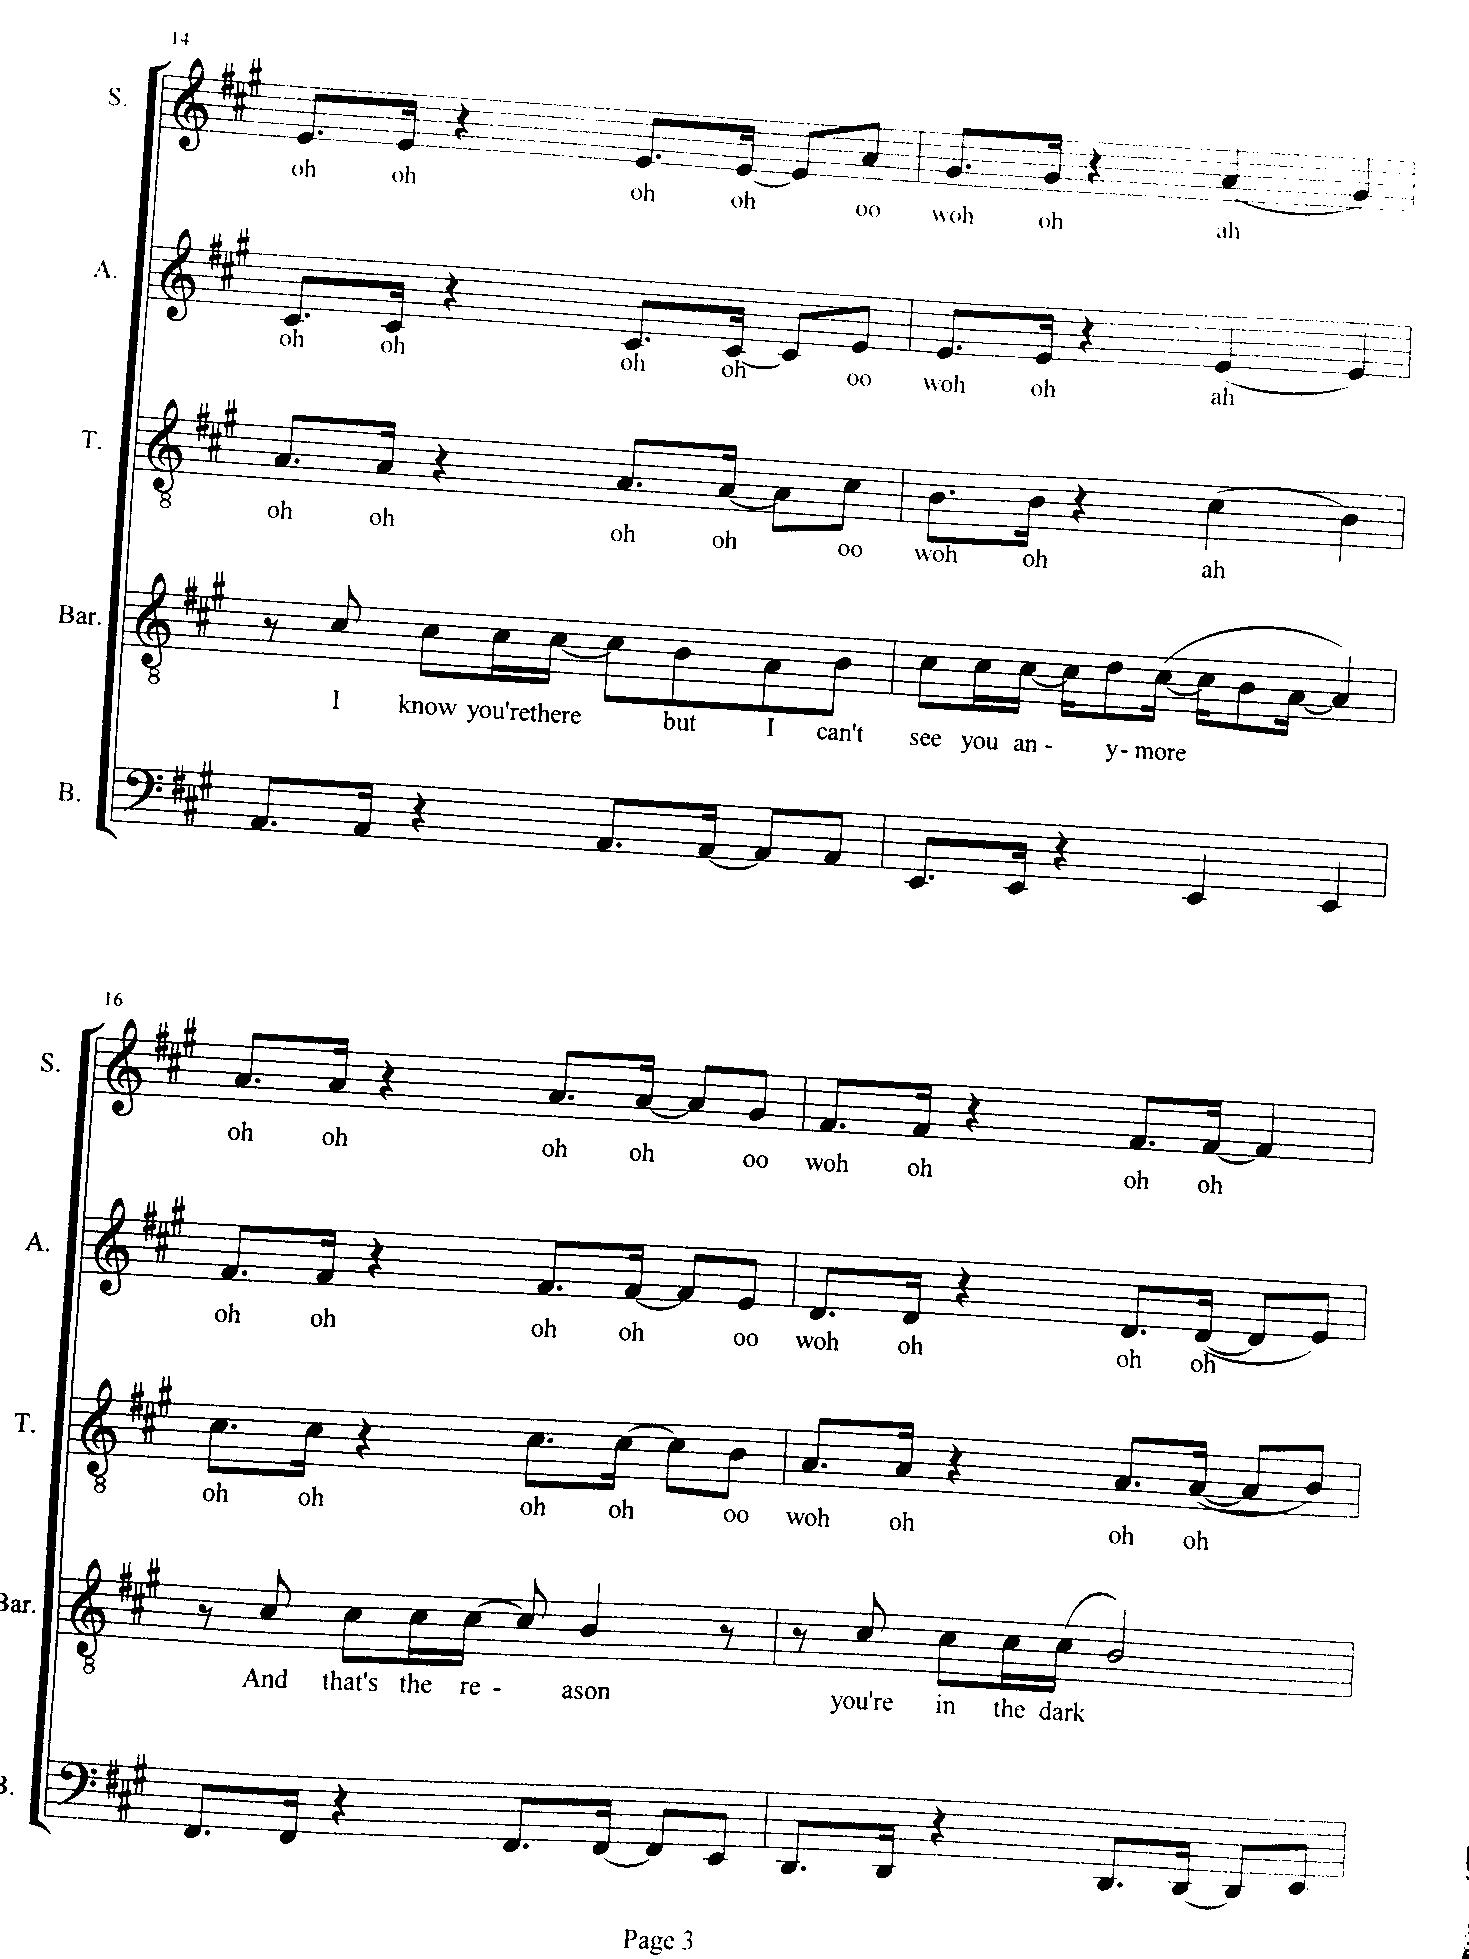 14
S.
oh oh oh oh oo woh oh ah
A.
oh oh oh oh oo woh oh ah
T.
8
oh oh oh oh oo woh oh ah
Bar.
8
I know you'rethere but I can't see you an - y- more
B.
16
S.
oh oh oh oh oo woh oh oh oh
A.
oh oh oh oh oo woh oh oh oh
T.
8
oh oh oh oh oo woh oh oh oh
Bar.
8
And that's the re - ason you're in the dark
B.
Page 3